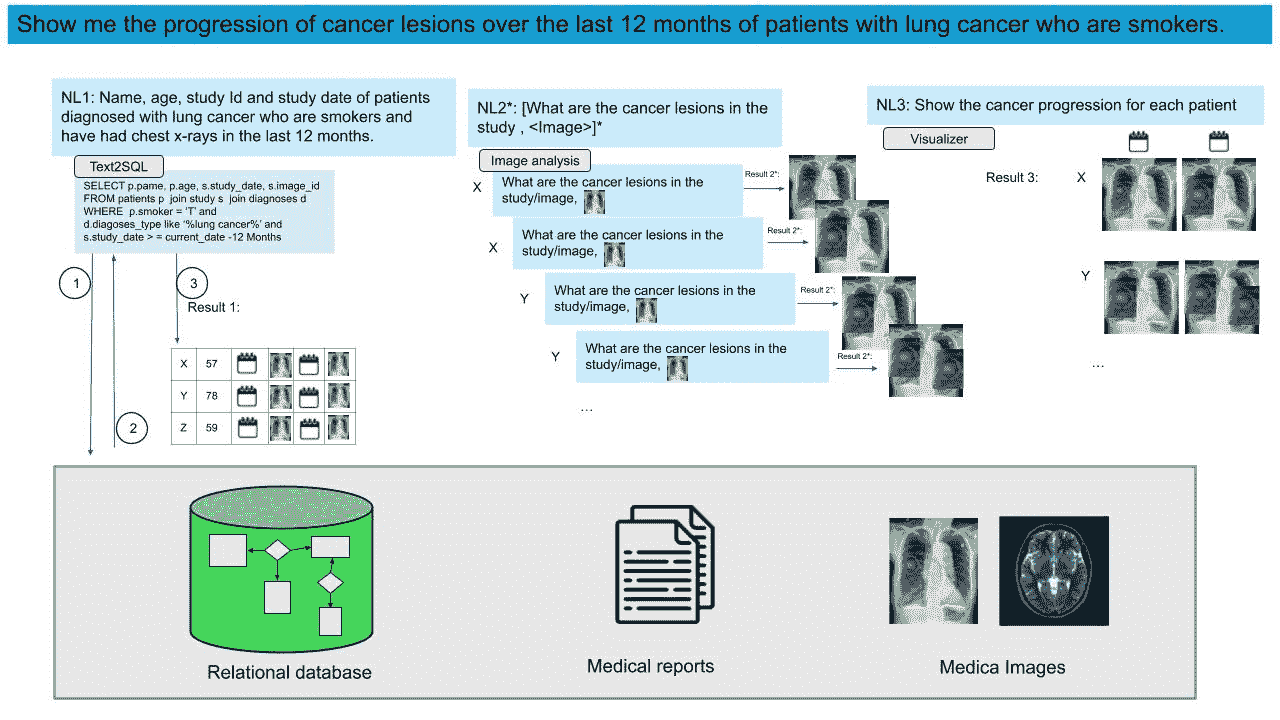 Show me the progression of cancer lesions over the last 12 months of patients with lung cancer who are smokers.
NL1: Name, age, study Id and study date of patients
diagnosed with lung cancer who are smokers and
have had chest x-rays in the last 12 months.
Text2SQL
SELECT p.pame, p.age, s.study_date, s.image_id
FROM patients p join study s join diagnoses d
WHERE p.smoker = 'T' and
d.diagoses_type like '%lung cancer%' and
s.study_date > = current_date -12 Months
1
2
3
Result 1:
X 57
Y 78
Z 59
NL2*: [What are the cancer lesions in the
study , <Image>]*
Image analysis
X
What are the cancer lesions in the
study/image,
Result 2*:
X
What are the cancer lesions in the
study/image,
Result 2*:
Y
What are the cancer lesions in the
study/image,
Result 2*:
Y
What are the cancer lesions in the
study/image,
Result 2*:
...
NL3: Show the cancer progression for each patient
Visualizer
Result 3:
X
Y
...
Relational database
Medical reports
Medica Images